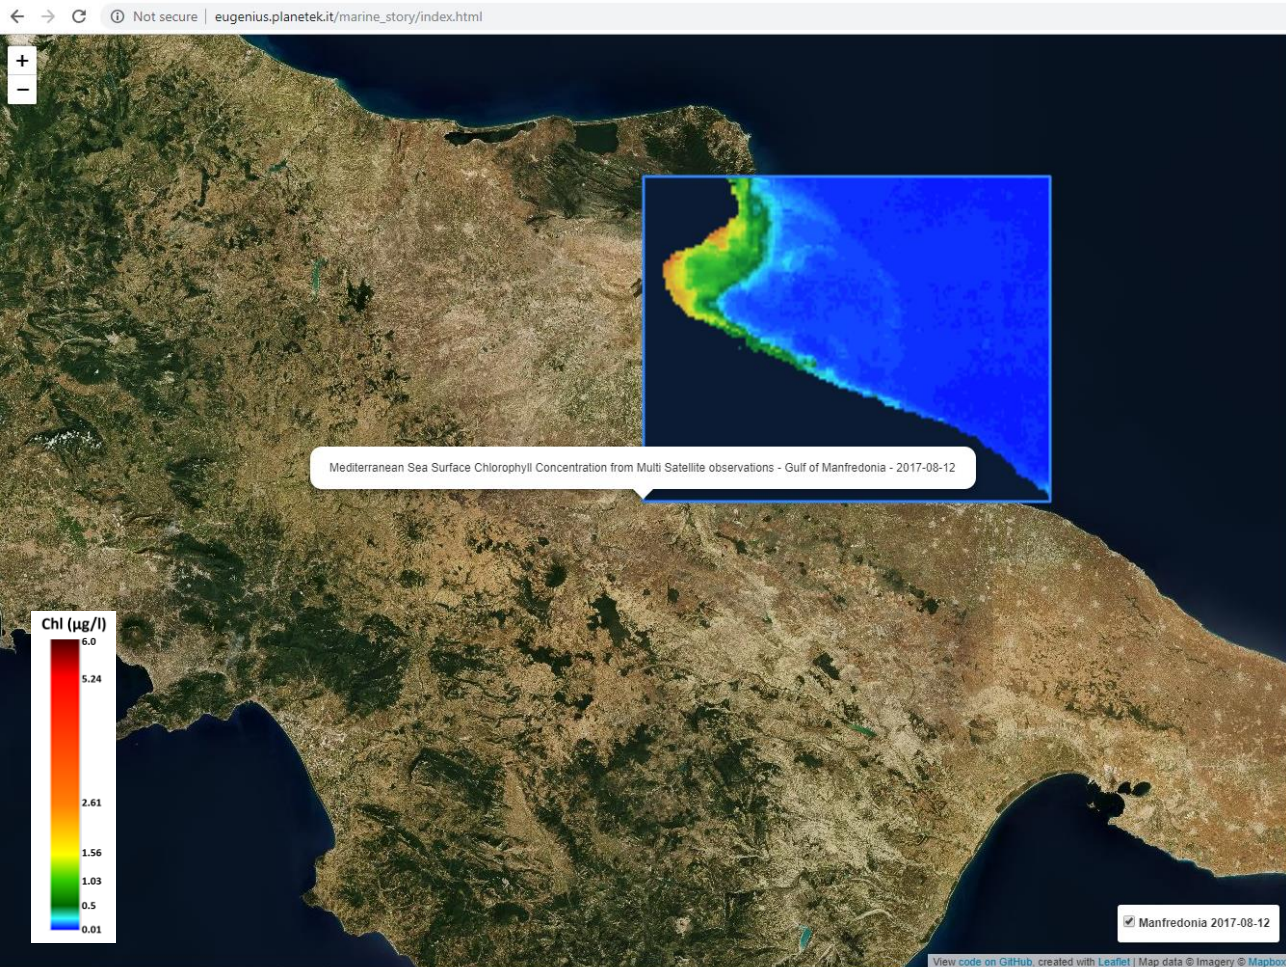 Not secure | eugenius.planetek.it/marine_story/index.html
+
−
Mediterranean Sea Surface Chlorophyll Concentration from Multi Satellite observations - Gulf of Manfredonia - 2017-08-12
Chl (µg/l)
6.0
5.24
2.61
1.56
1.03
0.5
0.01
Manfredonia 2017-08-12
View code on GitHub, created with Leaflet | Map data © Imagery © Mapbox